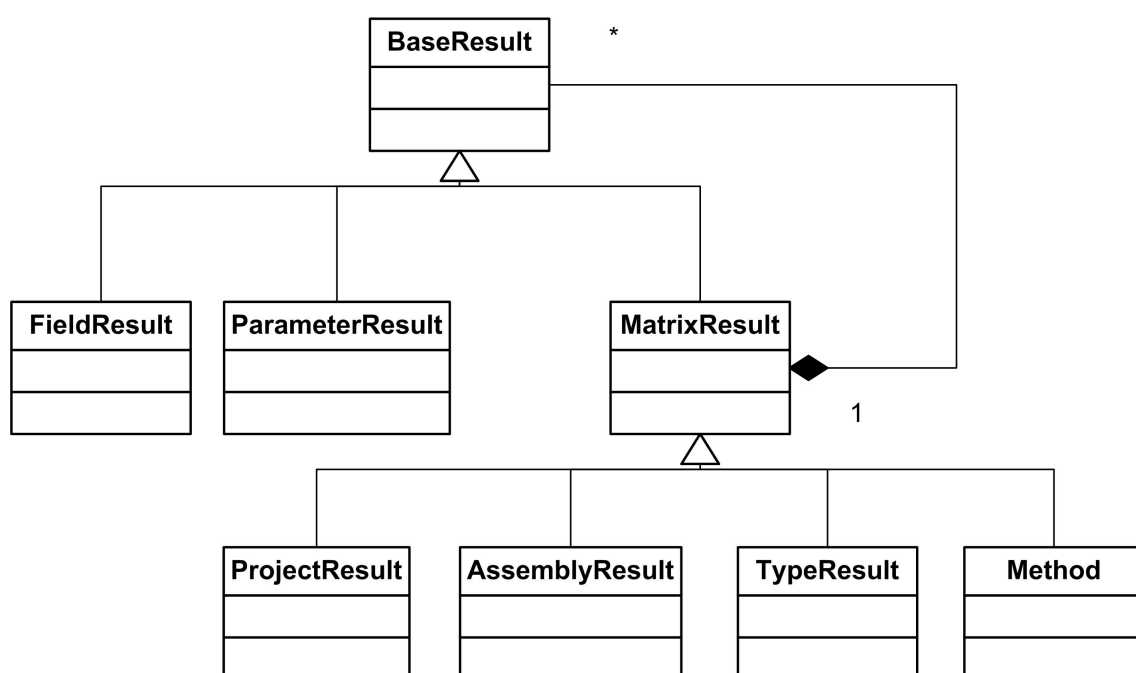 BaseResult
*
FieldResult
ParameterResult
MatrixResult
1
ProjectResult
AssemblyResult
TypeResult
Method